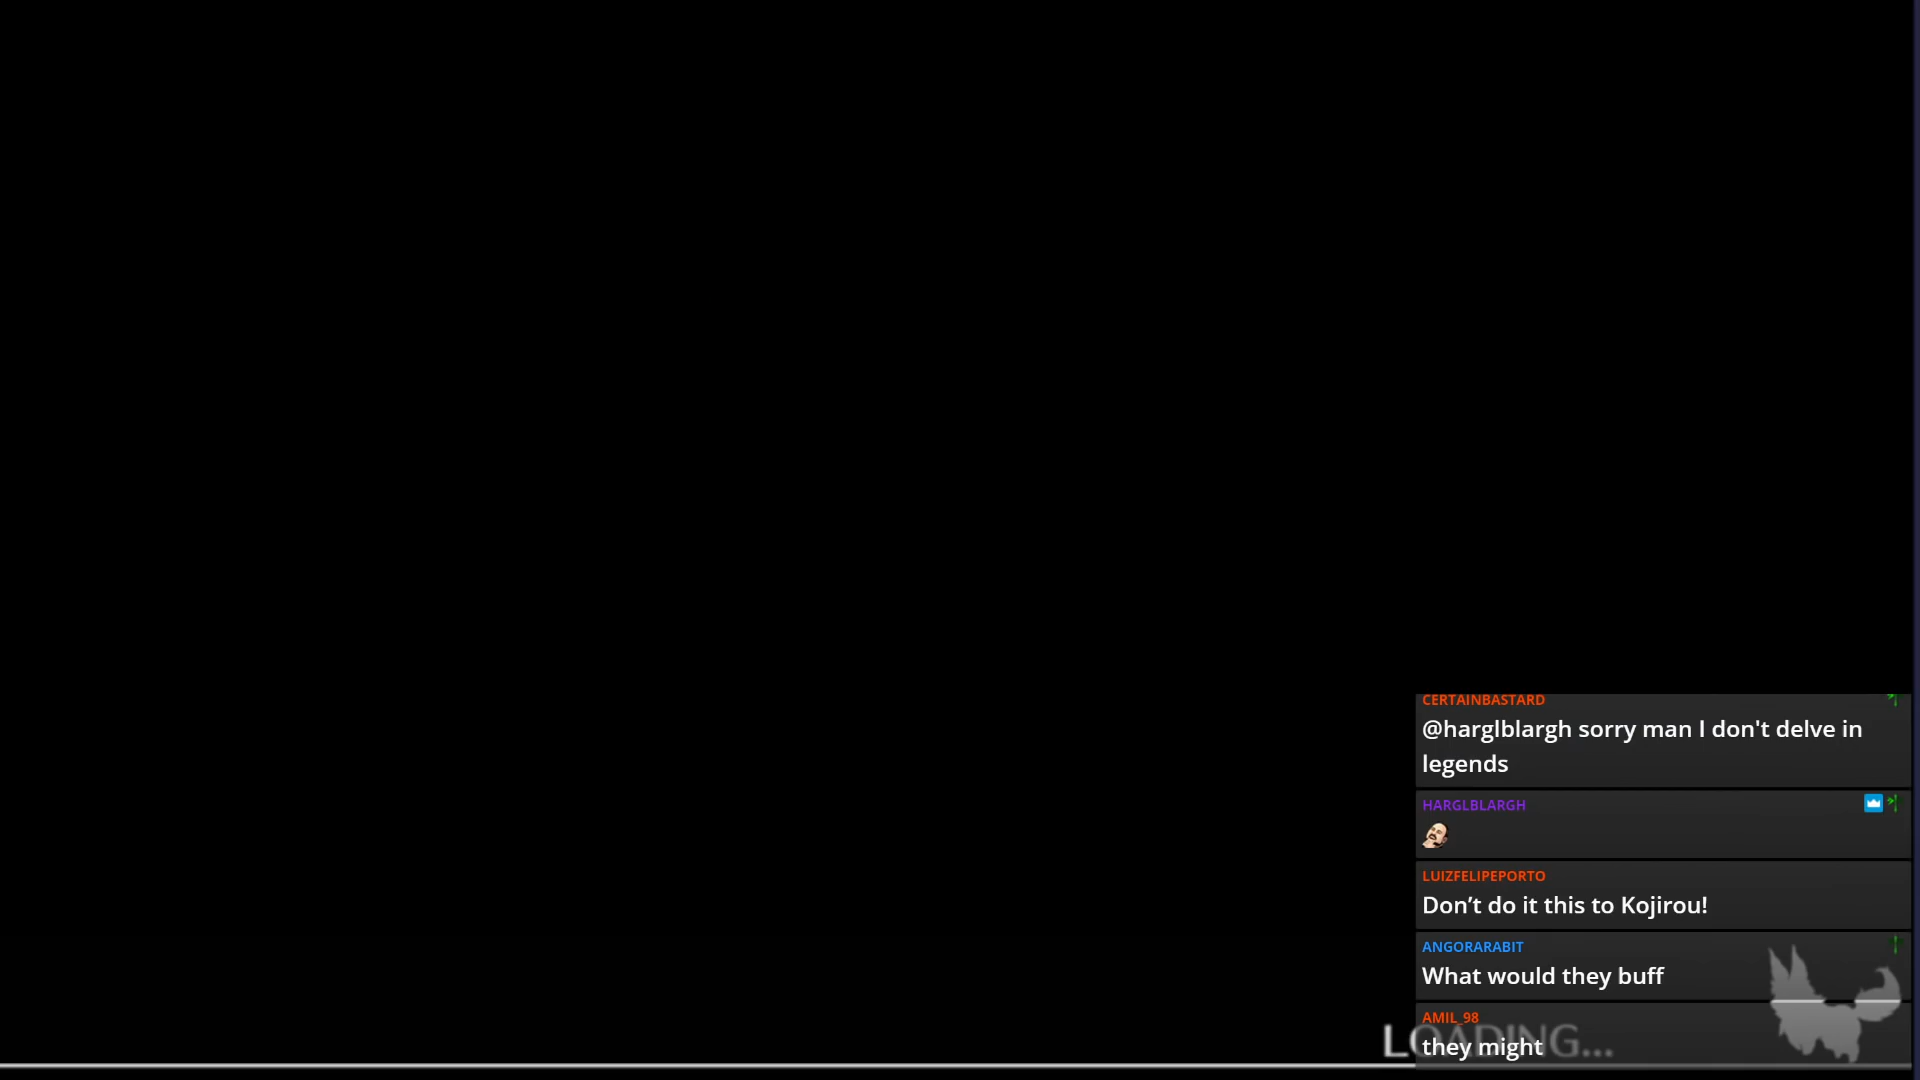 CERTAINBASTARD
@harglblargh sorry man I don't delve in
legends
HARGLBLARGH
LUIZFELIPEPORTO
Don’t do it this to Kojirou!
ANGORARABIT
What would they buff
AMIL_98
they might
LOADING...